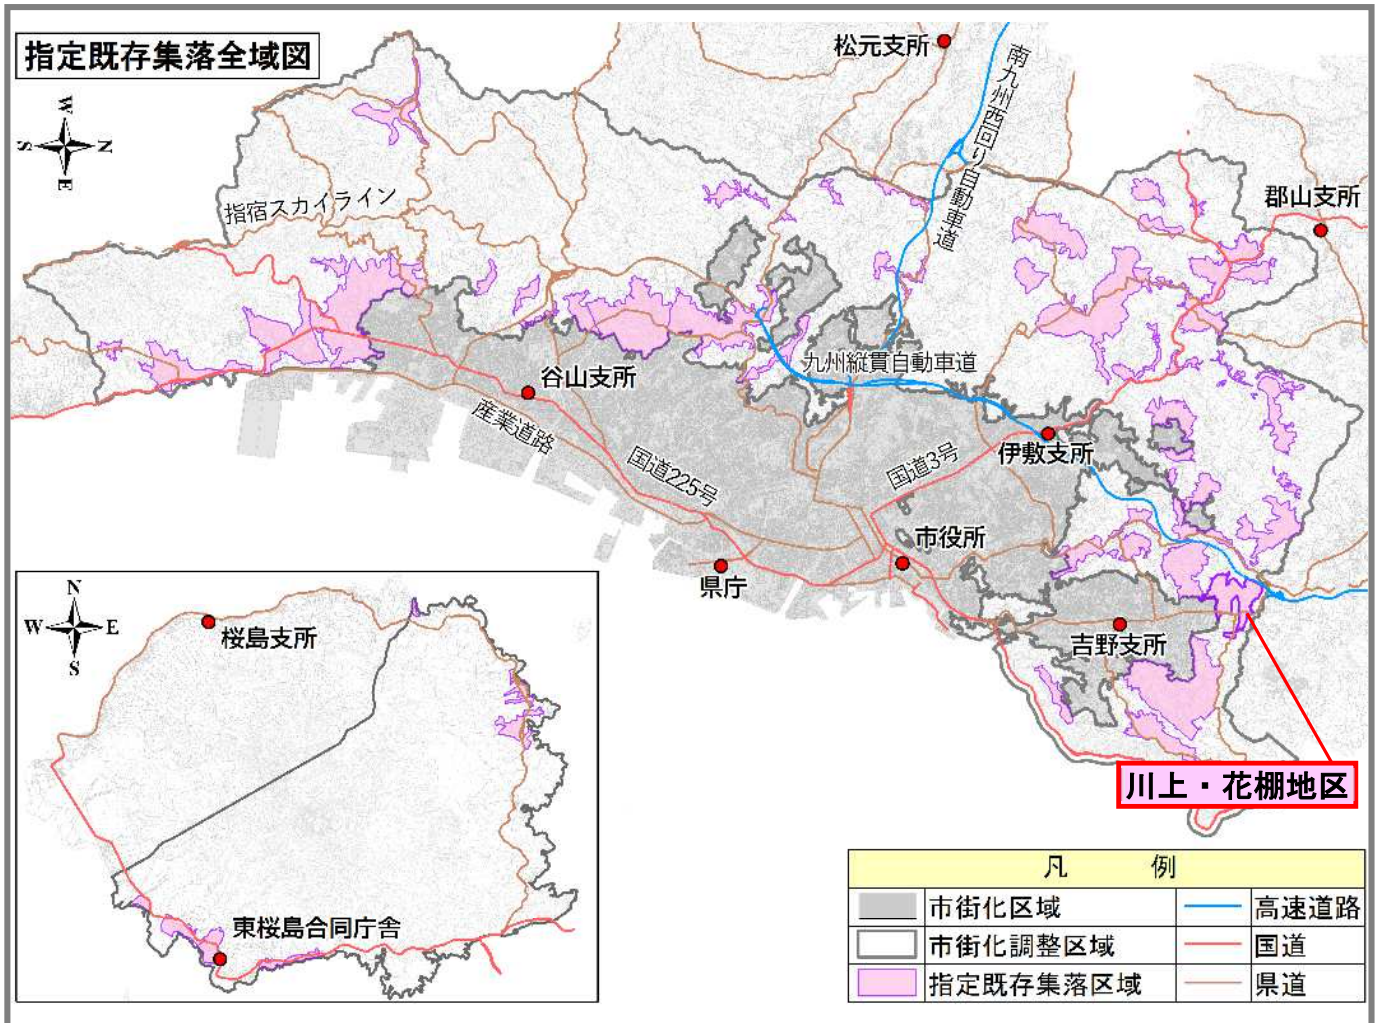 指定既存集落全域図
松元支所
南九州西回り自動車道
W
S
N
E
郡山支所
指宿スカイライン
九州縦貫自動車道
谷山支所
産業道路
国道225号
国道3号
伊敷支所
市役所
県庁
吉野支所
川上・花棚地区
N
W
E
S
桜島支所
東桜島合同庁舎
凡 例
市街化区域
高速道路
市街化調整区域
国道
指定既存集落区域
県道